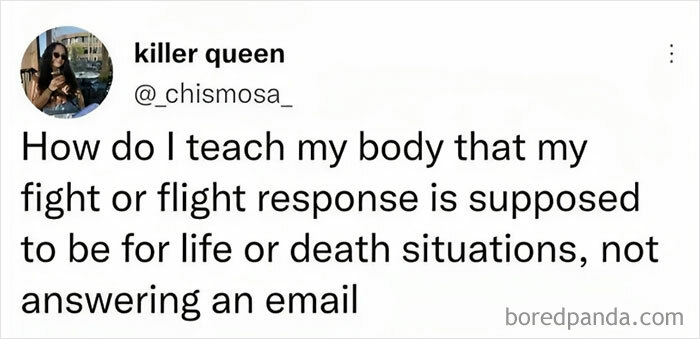 killer queen
@_chismosa_
How do I teach my body that my
fight or flight response is supposed
to be for life or death situations, not
answering an email
boredpanda.com